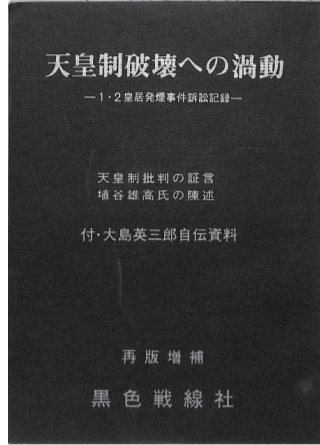 天皇制破壊への渦動
―1・2皇居発煙事件訴訟記録―
天皇制批判の証言
埴谷雄高氏の陳述
付・大島英三郎自伝資料
再版増補
黒色戦線社